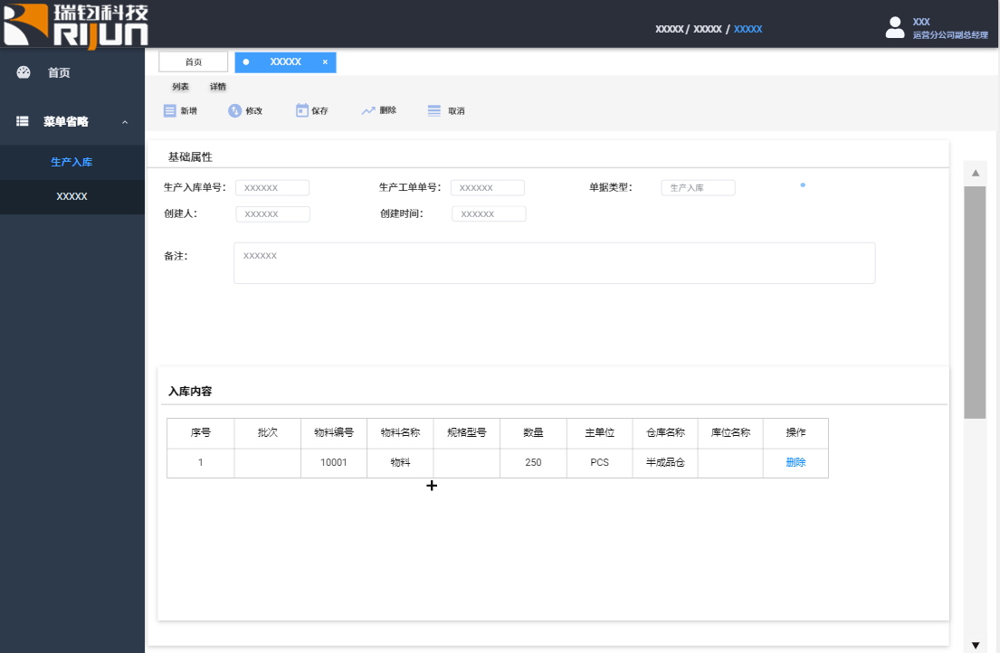 瑞钧科技
RIJUN
XXXXX / XXXXX / XXXXX
XXX
运营分公司副总经理
首页
菜单省略
生产入库
XXXXX
首页
XXXXX ×
列表 详情
新增 修改 保存 删除 取消
基础属性
生产入库单号: XXXXXX 生产工单单号: XXXXXX 单据类型: 生产入库
创建人: XXXXXX 创建时间: XXXXXX
备注: XXXXXX
入库内容
序号 批次 物料编号 物料名称 规格型号 数量 主单位 仓库名称 库位名称 操作
1 10001 物料 250 PCS 半成品仓 删除